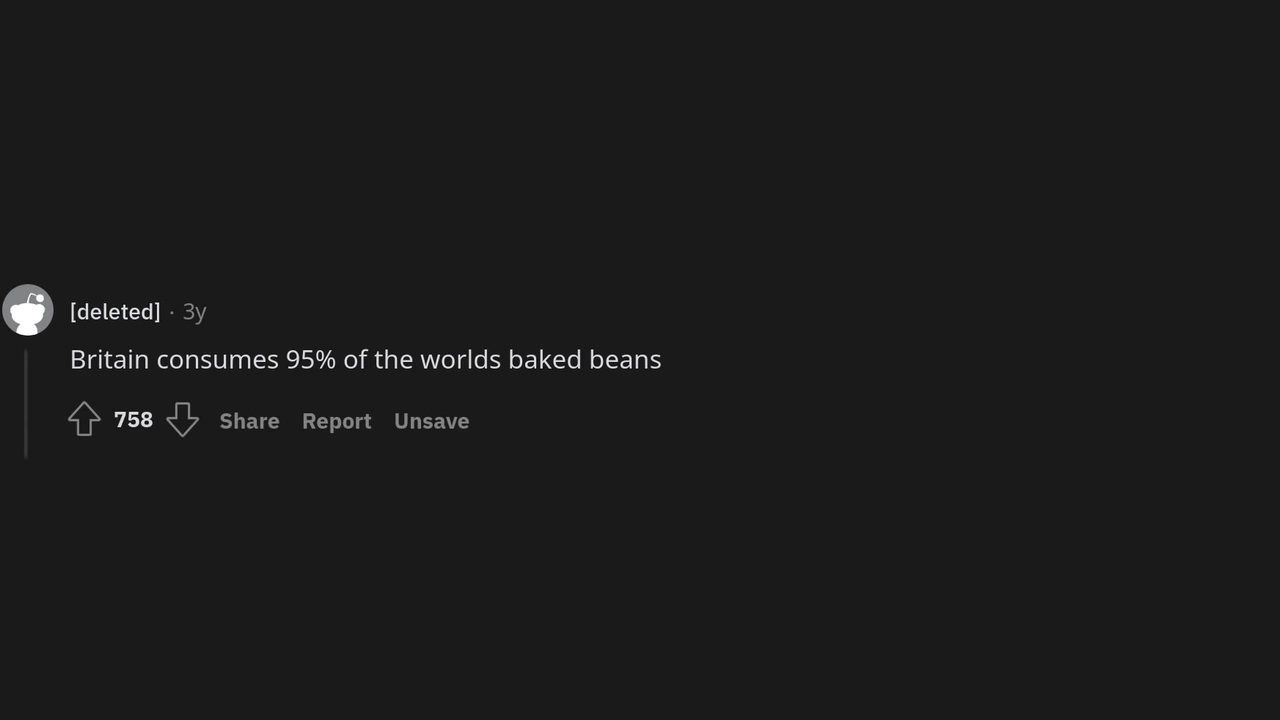 [deleted] · 3y
Britain consumes 95% of the worlds baked beans
758 Share Report Unsave